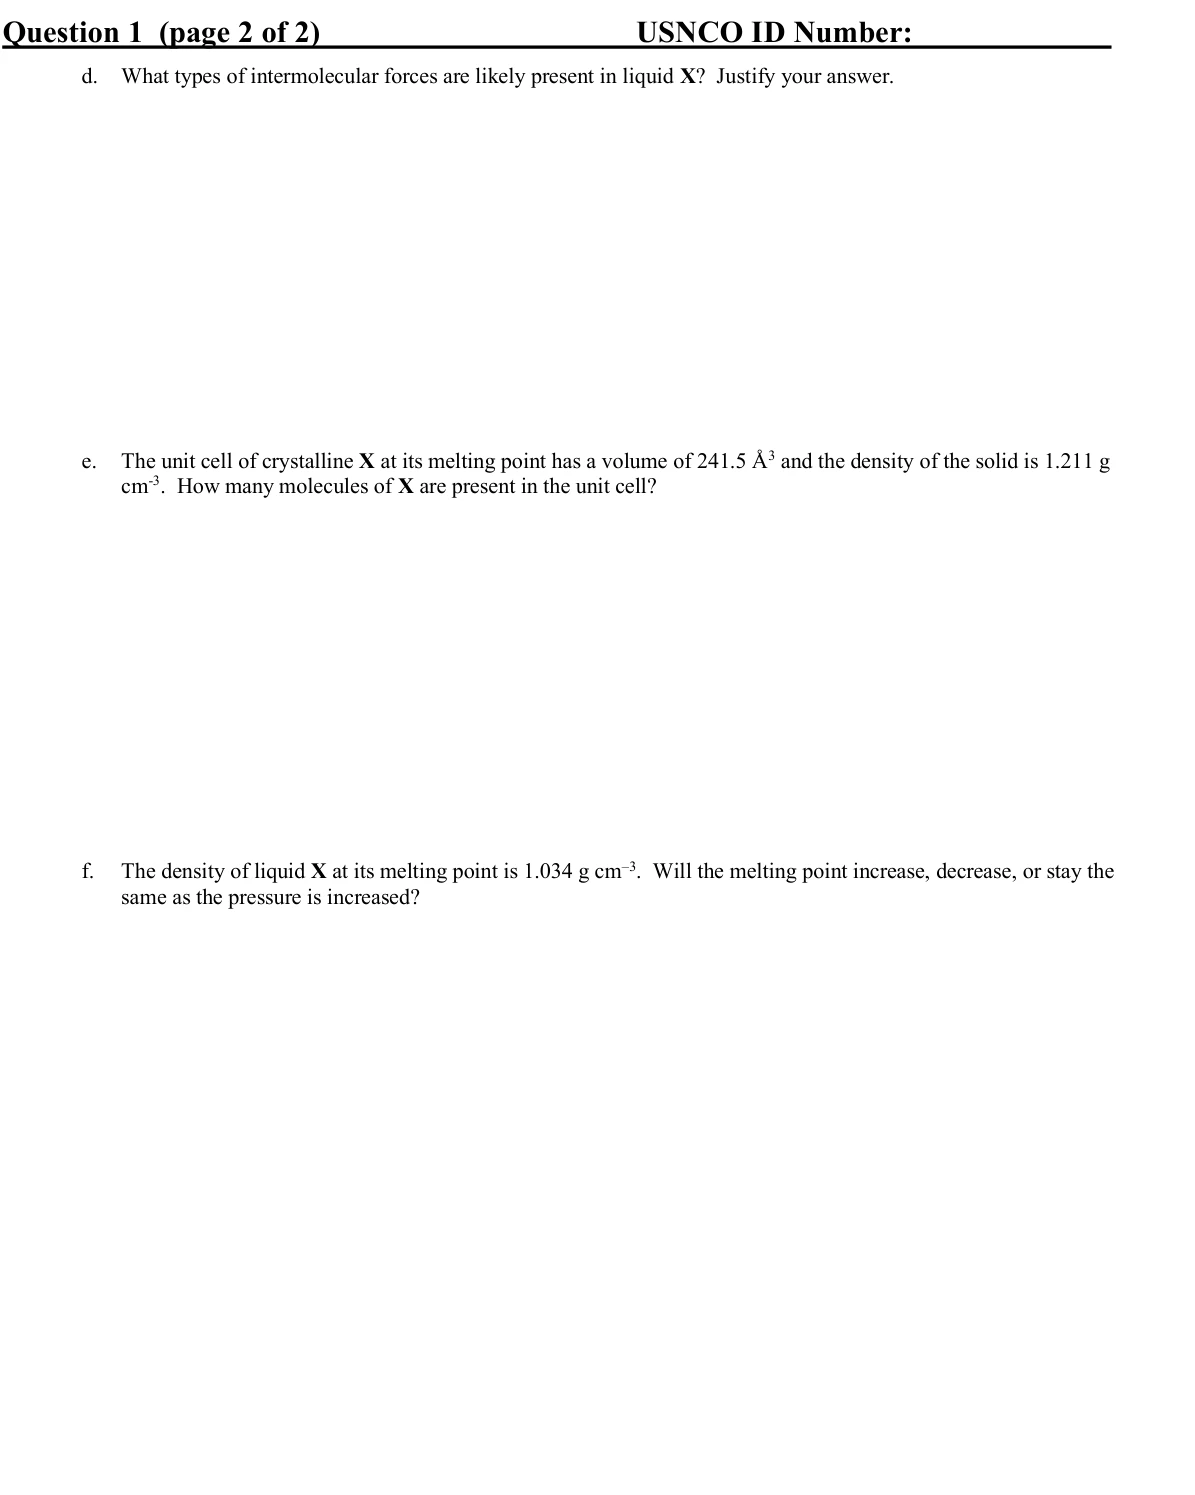 Question 1 (page 2 of 2) USNCO ID Number:
d. What types of intermolecular forces are likely present in liquid X? Justify your answer.
e. The unit cell of crystalline X at its melting point has a volume of 241.5 Å³ and the density of the solid is 1.211 g
cm⁻³. How many molecules of X are present in the unit cell?
f. The density of liquid X at its melting point is 1.034 g cm⁻³. Will the melting point increase, decrease, or stay the
same as the pressure is increased?